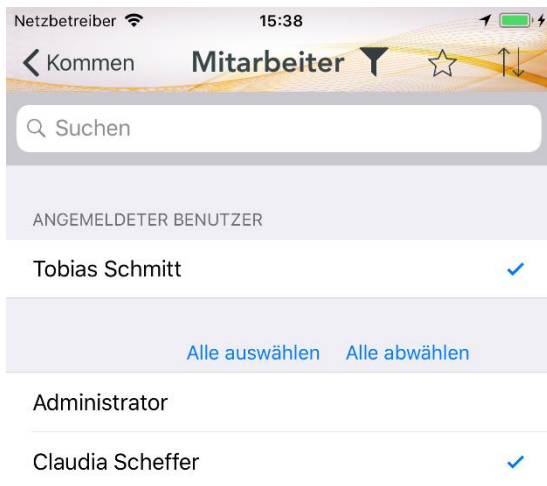 Netzbetreiber 15:38
Kommen Mitarbeiter
Suchen
ANGEMELDETER BENUTZER
Tobias Schmitt
Alle auswählen Alle abwählen
Administrator
Claudia Scheffer